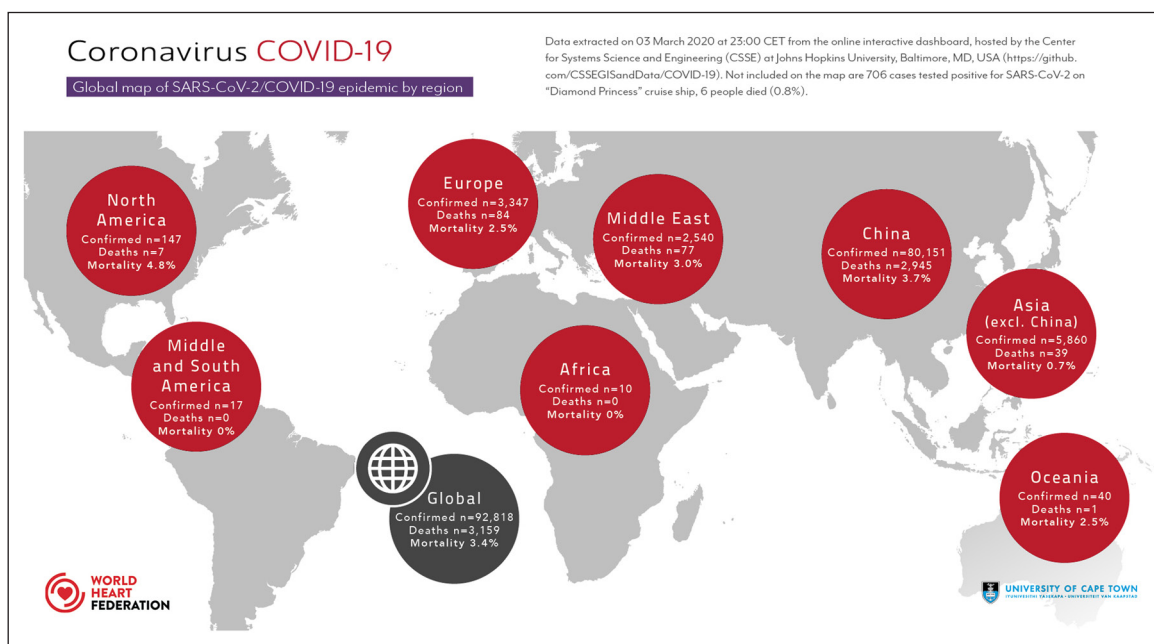 Coronavirus COVID-19
Global map of SARS-CoV-2/COVID-19 epidemic by region
Data extracted on 03 March 2020 at 23:00 CET from the online interactive dashboard, hosted by the Center
for Systems Science and Engineering (CSSE) at Johns Hopkins University, Baltimore, MD, USA (https://github.
com/CSSEGISandData/COVID-19). Not included on the map are 706 cases tested positive for SARS-CoV-2 on
“Diamond Princess” cruise ship, 6 people died (0.8%).
North
America
Confirmed n=147
Deaths n=7
Mortality 4.8%
Europe
Confirmed n=3,347
Deaths n=84
Mortality 2.5%
Middle East
Confirmed n=2,540
Deaths n=77
Mortality 3.0%
China
Confirmed n=80,151
Deaths n=2,945
Mortality 3.7%
Asia
(excl. China)
Confirmed n=5,860
Deaths n=39
Mortality 0.7%
Middle
and South
America
Confirmed n=17
Deaths n=0
Mortality 0%
Africa
Confirmed n=10
Deaths n=0
Mortality 0%
Global
Confirmed n=92,818
Deaths n=3,159
Mortality 3.4%
Oceania
Confirmed n=40
Deaths n=1
Mortality 2.5%
WORLD
HEART
FEDERATION
UNIVERSITY OF CAPE TOWN